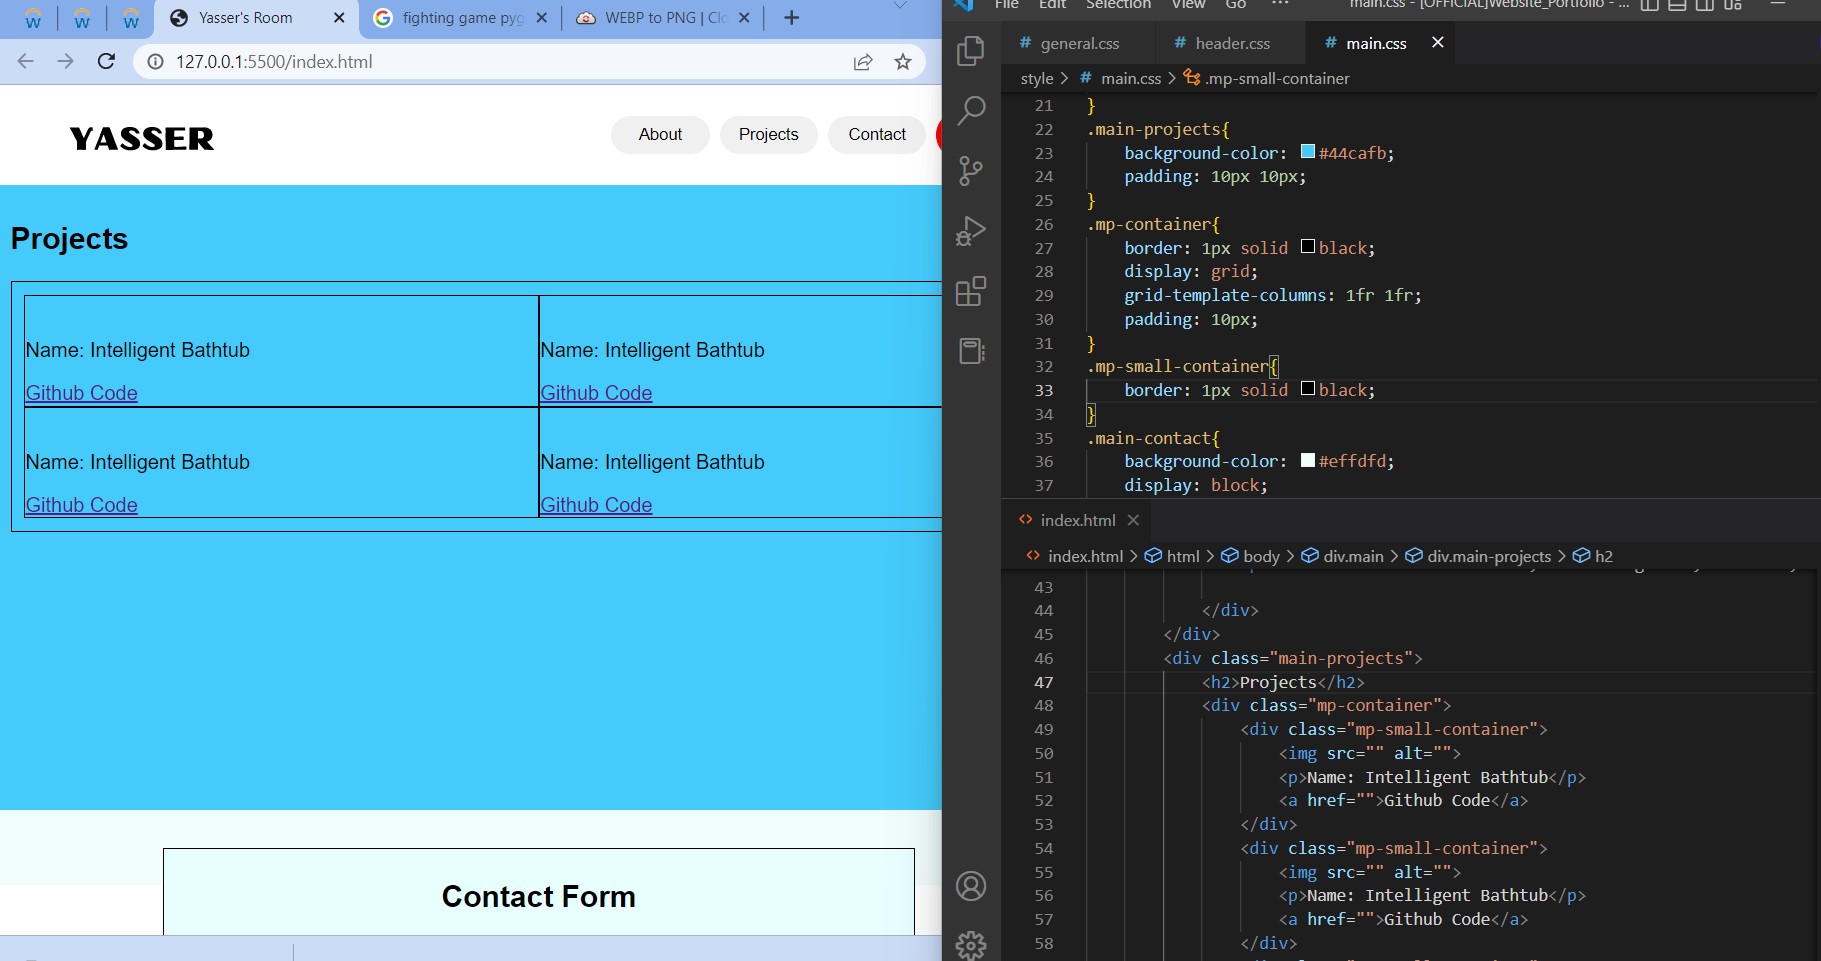 Yasser's Room
fighting game pyg
WEBP to PNG | Clo
127.0.0.1:5500/index.html
YASSER
About
Projects
Contact
Projects
Name: Intelligent Bathtub
Name: Intelligent Bathtub
Github Code
Github Code
Name: Intelligent Bathtub
Name: Intelligent Bathtub
Github Code
Github Code
Contact Form
File Edit Selection View Go ···
main.css - [OFFICIAL]Website_Portfolio - ...
# general.css
# header.css
# main.css
style > # main.css > .mp-small-container
21 }
22 .main-projects{
23 background-color: #44cafb;
24 padding: 10px 10px;
25 }
26 .mp-container{
27 border: 1px solid black;
28 display: grid;
29 grid-template-columns: 1fr 1fr;
30 padding: 10px;
31 }
32 .mp-small-container{
33 border: 1px solid black;
34 }
35 .main-contact{
36 background-color: #effdfd;
37 display: block;
<> index.html
<> index.html > html > body > div.main > div.main-projects > h2
43
44 </div>
45 </div>
46 <div class="main-projects">
47 <h2>Projects</h2>
48 <div class="mp-container">
49 <div class="mp-small-container">
50 <img src="" alt="">
51 <p>Name: Intelligent Bathtub</p>
52 <a href="">Github Code</a>
53 </div>
54 <div class="mp-small-container">
55 <img src="" alt="">
56 <p>Name: Intelligent Bathtub</p>
57 <a href="">Github Code</a>
58 </div>